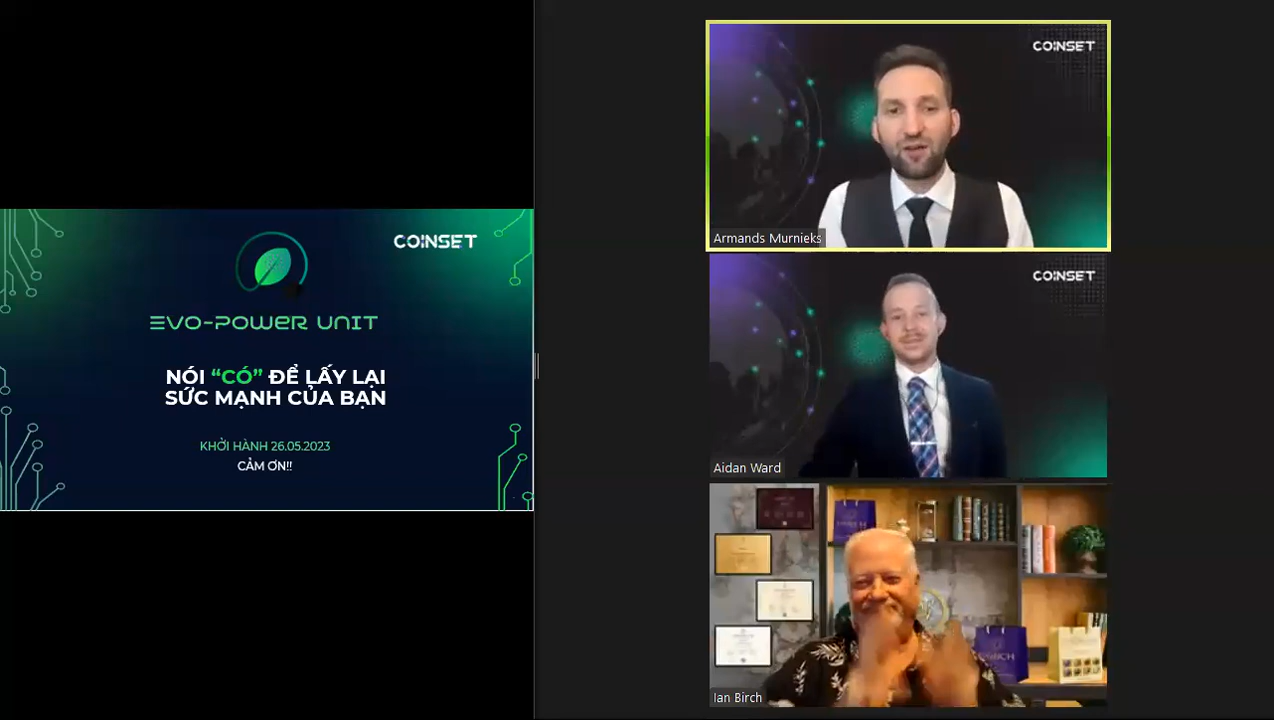 COINSET
EVO-POWER UNIT
NÓI “CÓ” ĐỂ LẤY LẠI
SỨC MẠNH CỦA BẠN
KHỞI HÀNH 26.05.2023
CẢM ƠN!!
COINSET
Armands Murnieks
COINSET
Aidan Ward
Ian Birch